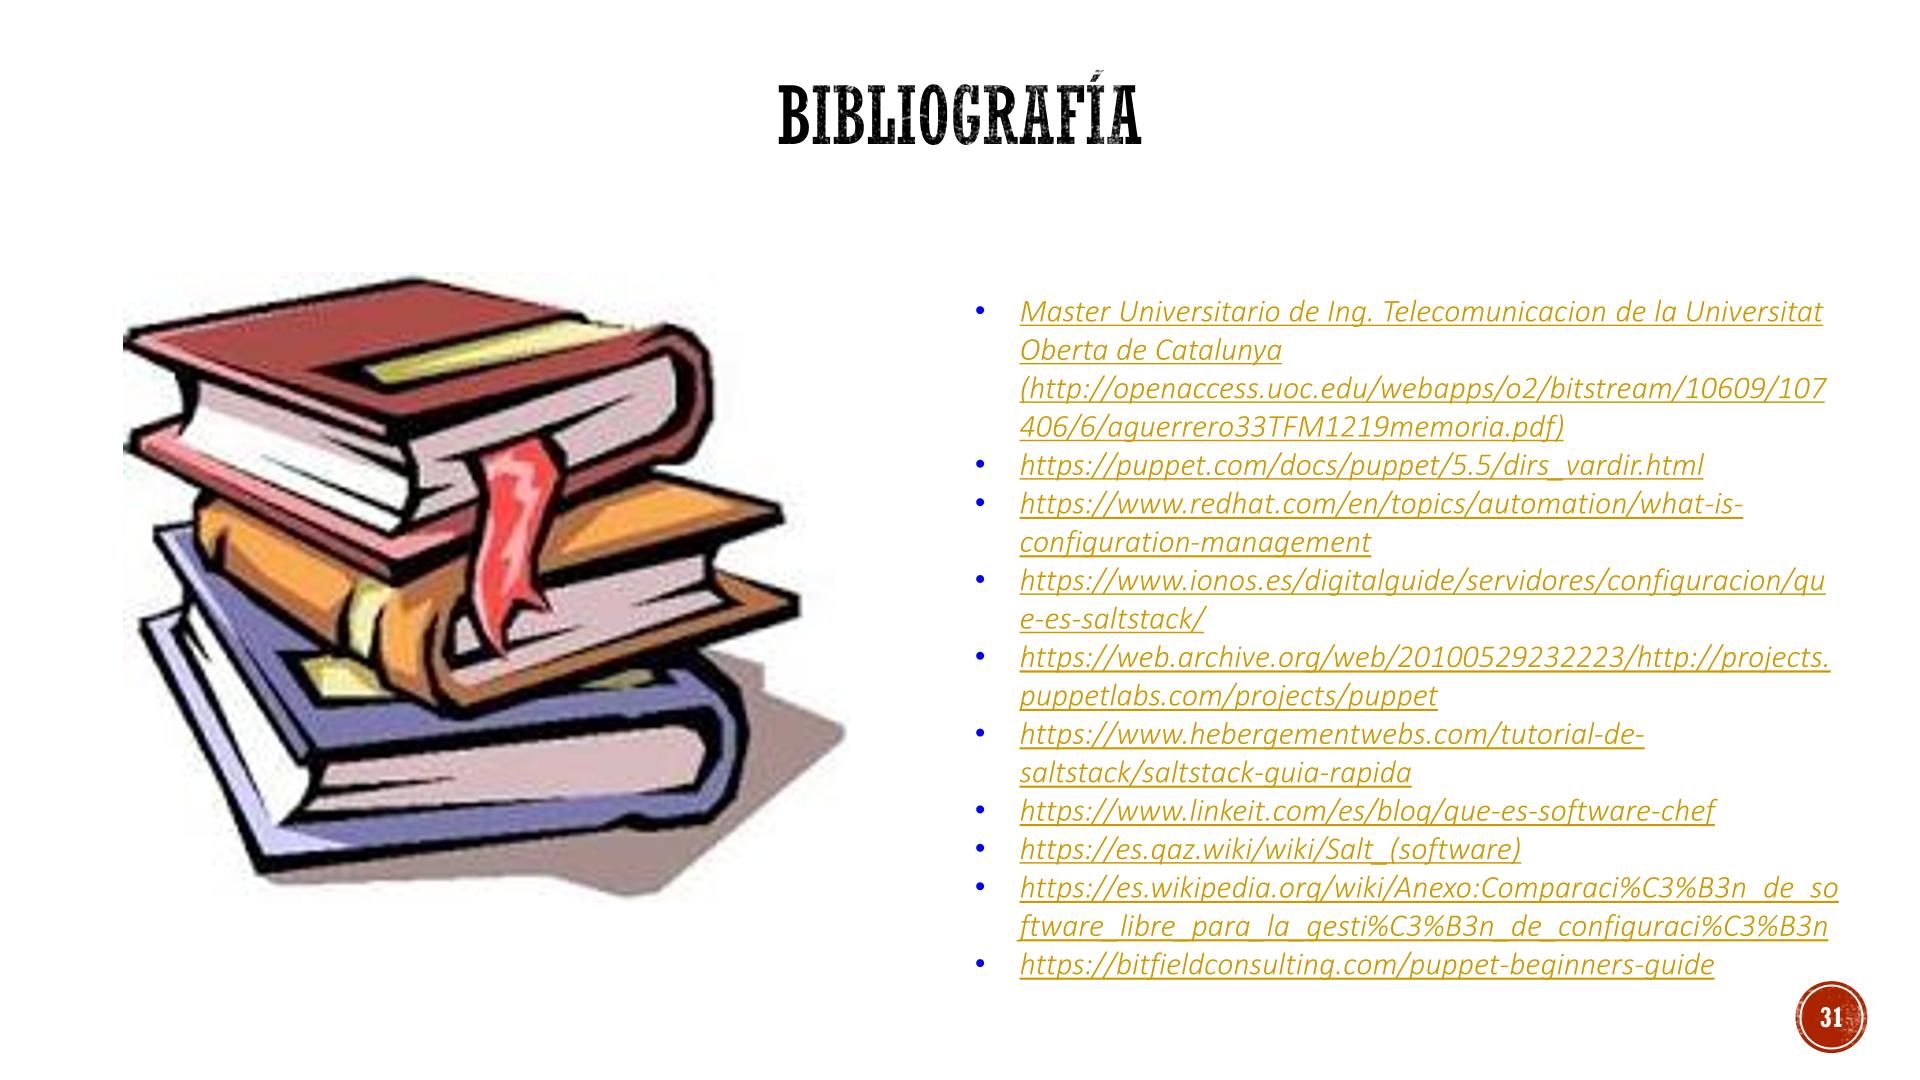 BIBLIOGRAFÍA
• Master Universitario de Ing. Telecomunicacion de la Universitat
Oberta de Catalunya
(http://openaccess.uoc.edu/webapps/o2/bitstream/10609/107
406/6/aguerrero33TFM1219memoria.pdf)
• https://puppet.com/docs/puppet/5.5/dirs_vardir.html
• https://www.redhat.com/en/topics/automation/what-is-
configuration-management
• https://www.ionos.es/digitalguide/servidores/configuracion/qu
e-es-saltstack/
• https://web.archive.org/web/20100529232223/http://projects.
puppetlabs.com/projects/puppet
• https://www.hebergementwebs.com/tutorial-de-
saltstack/saltstack-guia-rapida
• https://www.linkeit.com/es/blog/que-es-software-chef
• https://es.qaz.wiki/wiki/Salt_(software)
• https://es.wikipedia.org/wiki/Anexo:Comparaci%C3%B3n_de_so
ftware_libre_para_la_gesti%C3%B3n_de_configuraci%C3%B3n
• https://bitfieldconsulting.com/puppet-beginners-guide
31